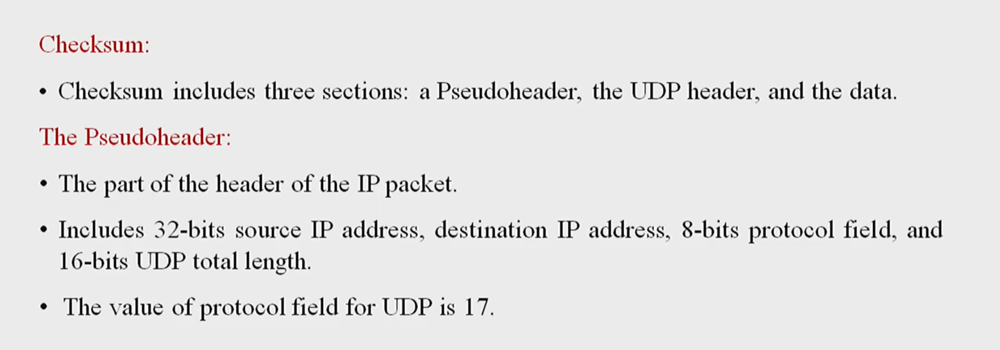 Checksum:
• Checksum includes three sections: a Pseudoheader, the UDP header, and the data.
The Pseudoheader:
• The part of the header of the IP packet.
• Includes 32-bits source IP address, destination IP address, 8-bits protocol field, and
16-bits UDP total length.
• The value of protocol field for UDP is 17.